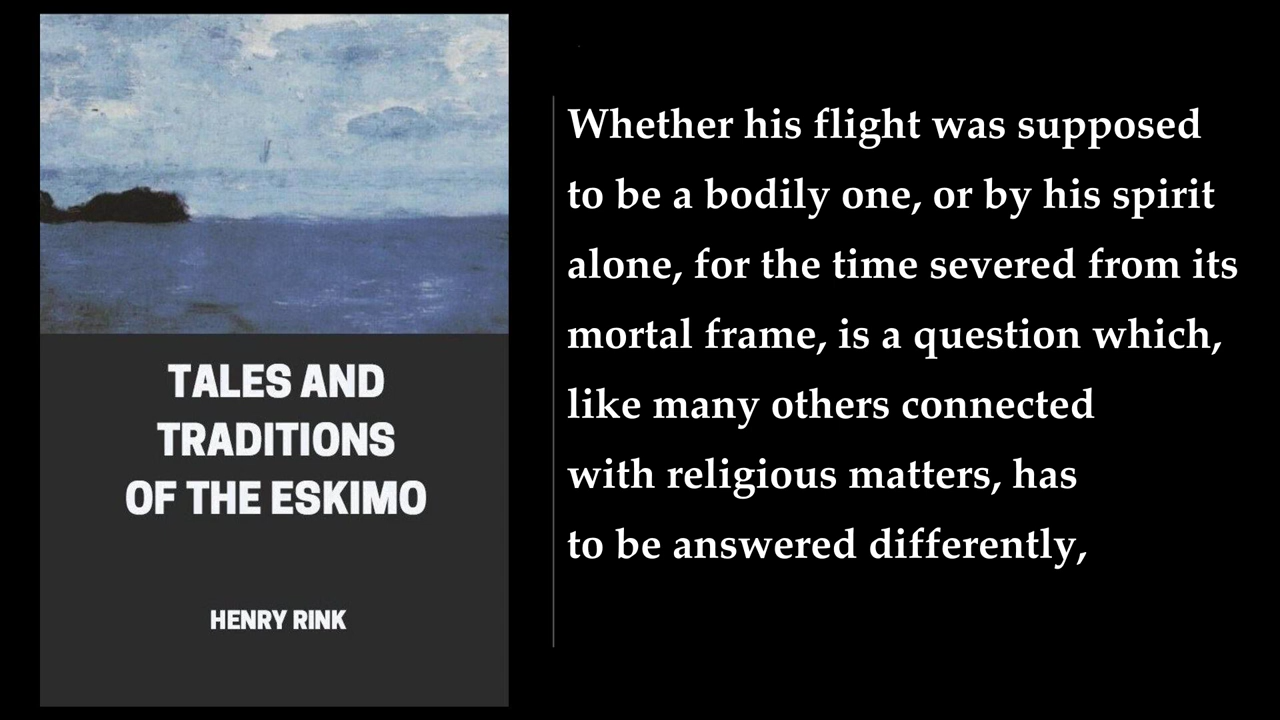 TALES AND
TRADITIONS
OF THE ESKIMO
HENRY RINK
Whether his flight was supposed
to be a bodily one, or by his spirit
alone, for the time severed from its
mortal frame, is a question which,
like many others connected
with religious matters, has
to be answered differently,